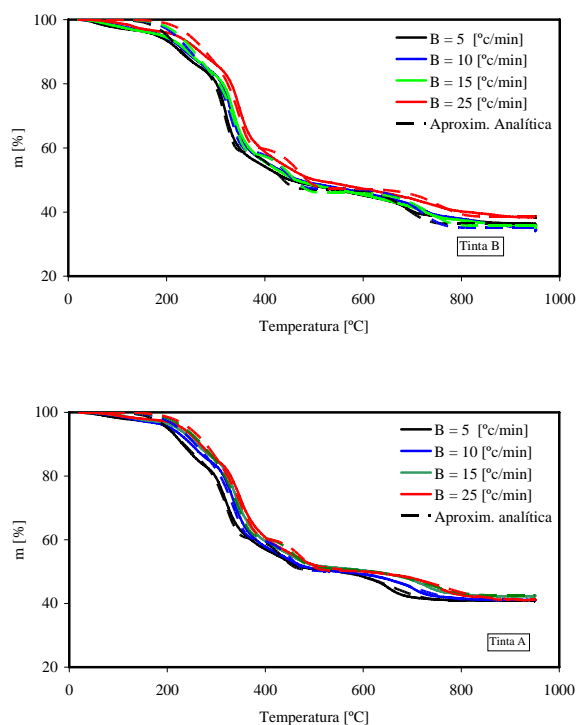 100
80
60
40
20
m [%]
0
200
400
600
800
1000
Temperatura [ºC]
B = 5 [ºc/min]
B = 10 [ºc/min]
B = 15 [ºc/min]
B = 25 [ºc/min]
Aproxim. Analítica
Tinta B
100
80
60
40
20
m [%]
0
200
400
600
800
1000
Temperatura [ºC]
B = 5 [ºc/min]
B = 10 [ºc/min]
B = 15 [ºc/min]
B = 25 [ºc/min]
Aproxim. analítica
Tinta A